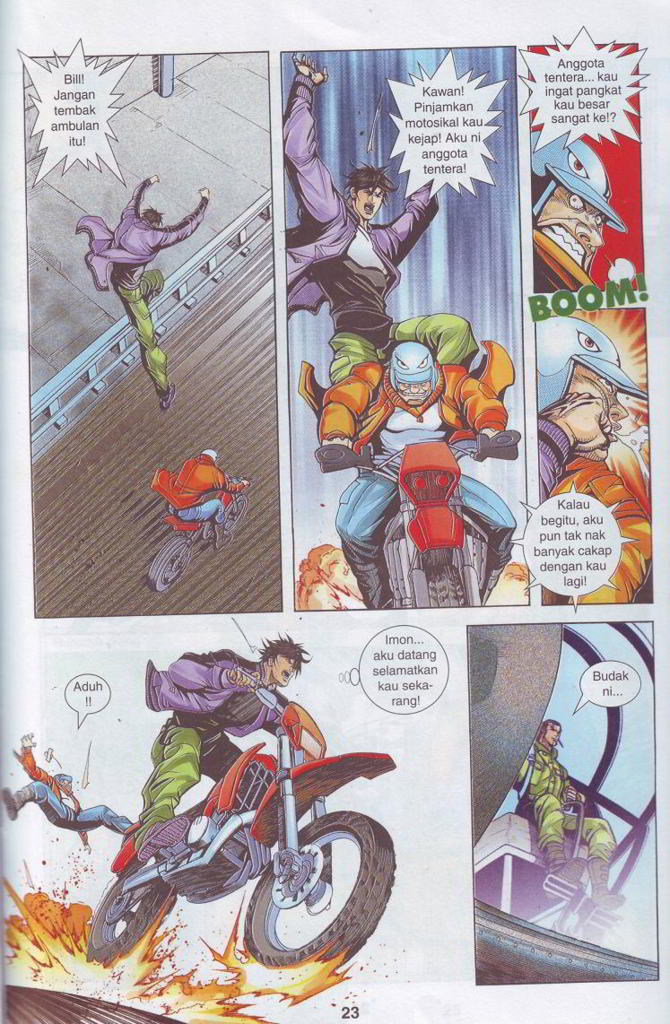 Bill!
Jangan
tembak
ambulan
itu!
Kawan!
Pinjamkan
motosikal kau
kejap! Aku ni
anggota
tentera!
Anggota
tentera... kau
ingat pangkat
kau besar
sangat ke!?
BOOM!
Kalau
begitu, aku
pun tak nak
banyak cakap
dengan kau
lagi!
Aduh
!!
Imon...
aku datang
selamatkan
kau seka-
rang!
Budak
ni...
23